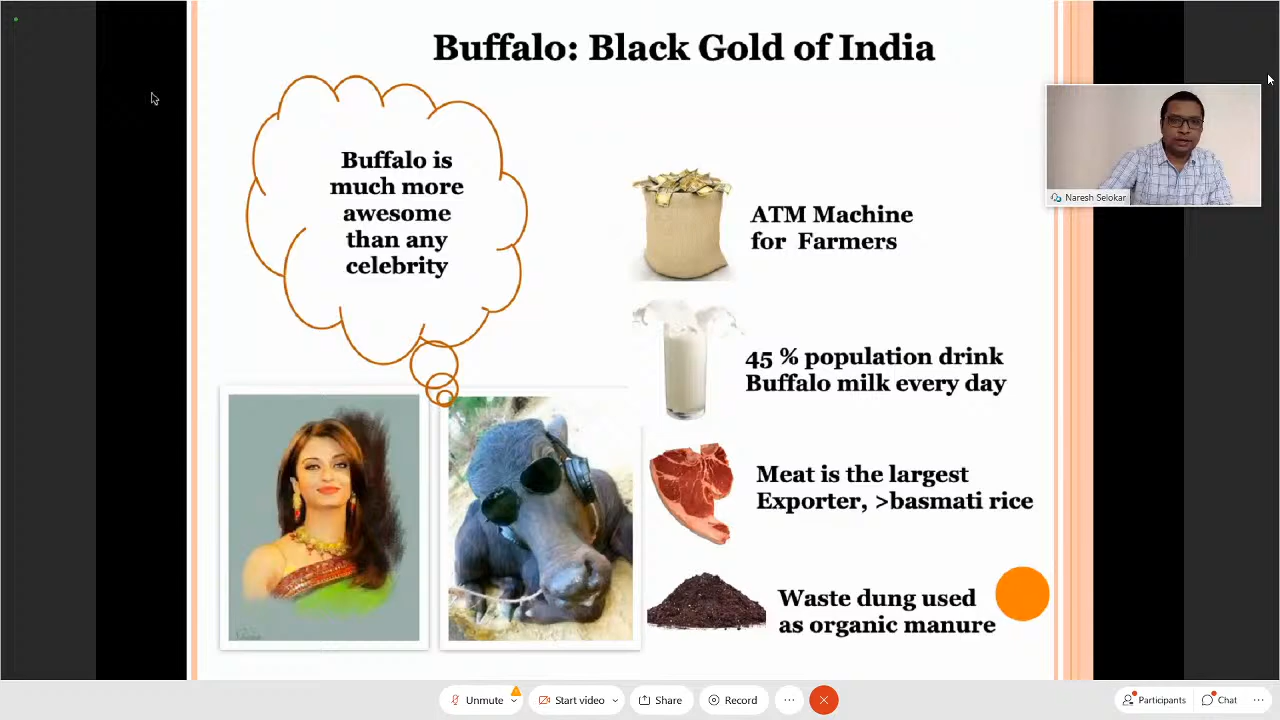 Buffalo: Black Gold of India
Buffalo is
much more
awesome
than any
celebrity
ATM Machine
for Farmers
45 % population drink
Buffalo milk every day
Meat is the largest
Exporter, >basmati rice
Waste dung used
as organic manure
Naresh Selokar
Unmute
Start video
Share
Record
Participants
Chat